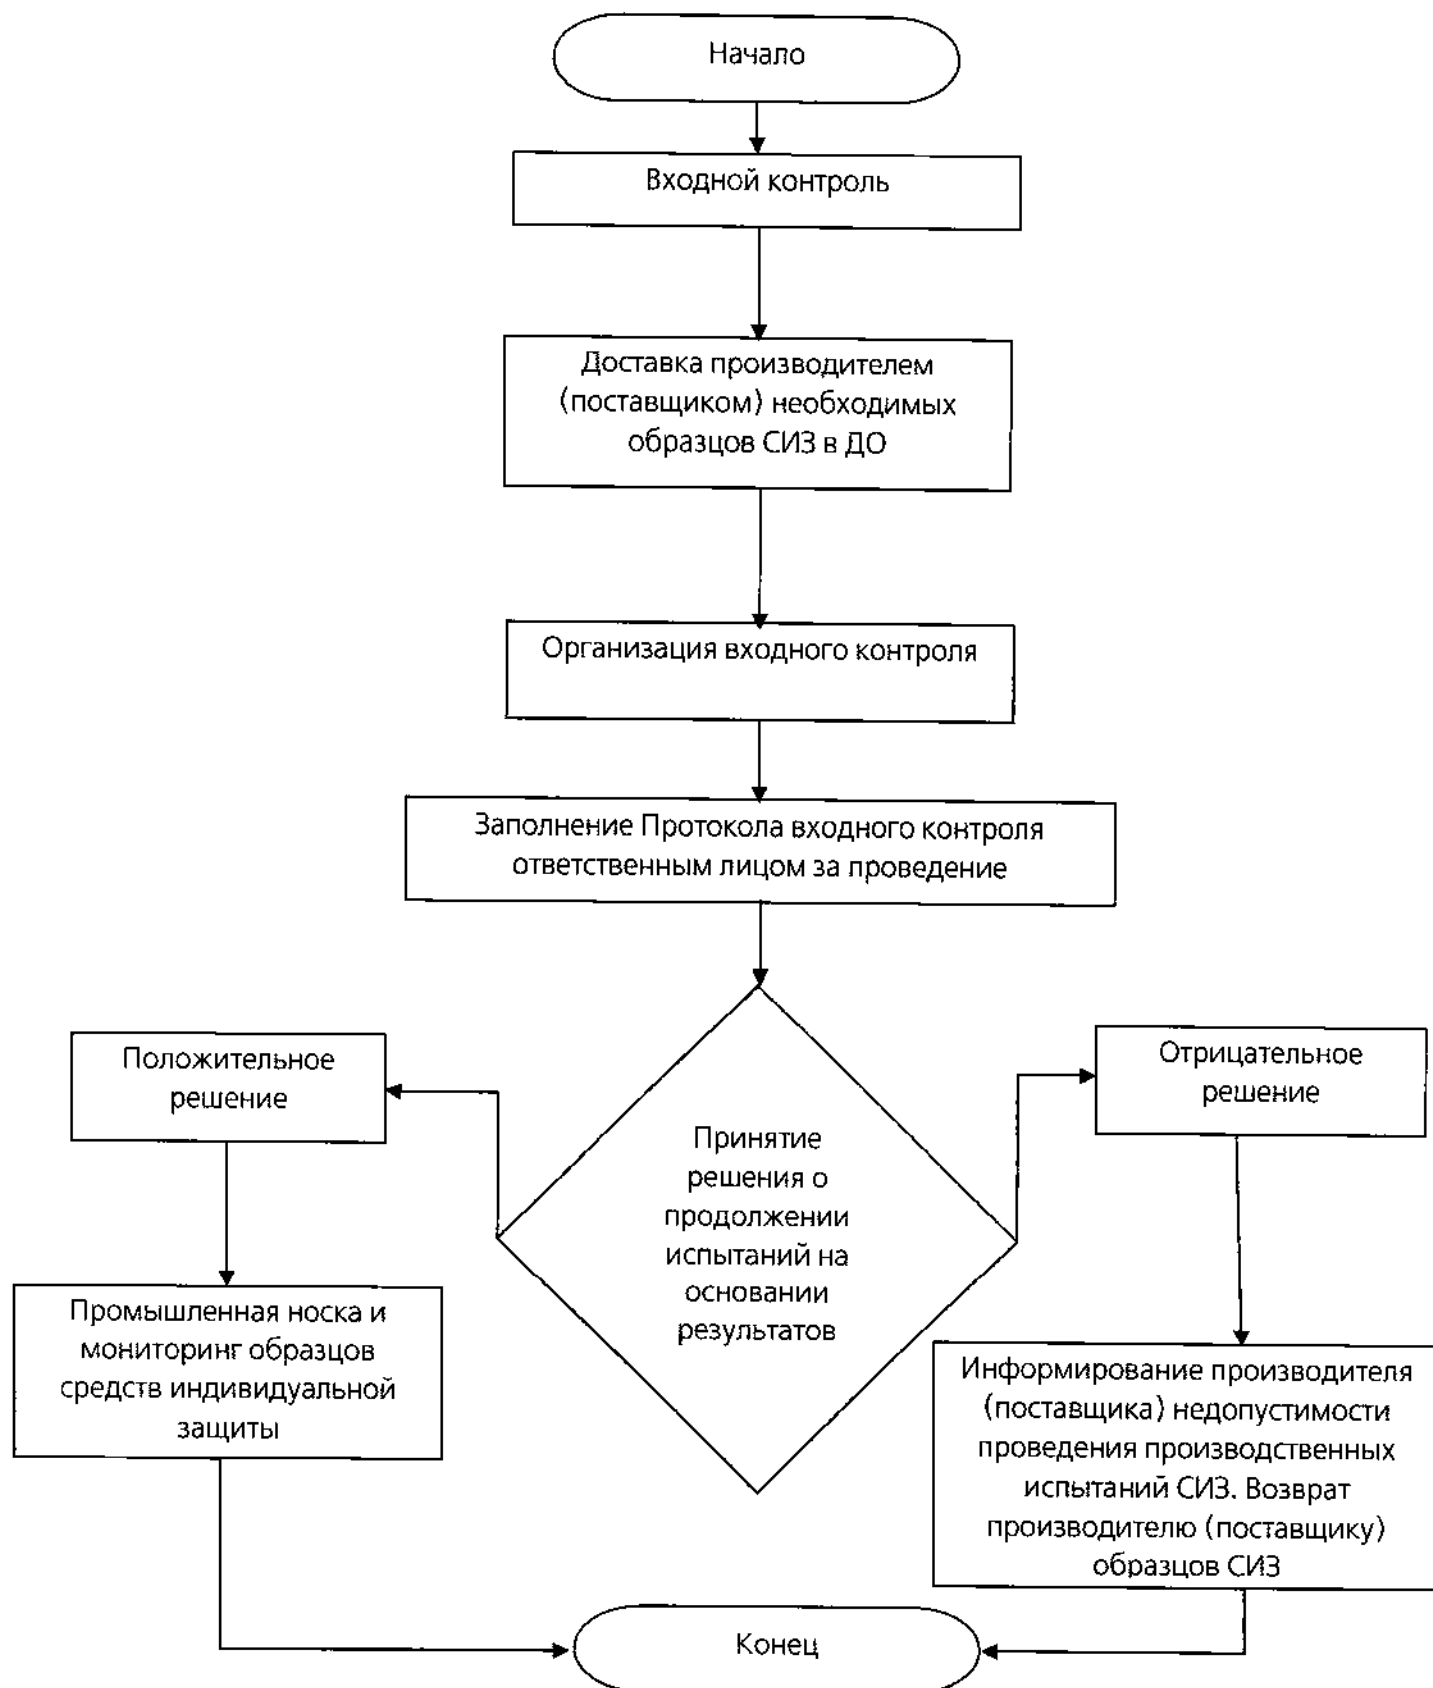 Начало
Входной контроль
Доставка производителем
(поставщиком) необходимых
образцов СИЗ в ДО
Организация входного контроля
Заполнение Протокола входного контроля
ответственным лицом за проведение
Положительное
решение
Отрицательное
решение
Принятие
решения о
продолжении
испытаний на
основании
результатов
Промышленная носка и
мониторинг образцов
средств индивидуальной
защиты
Информирование производителя
(поставщика) недопустимости
проведения производственных
испытаний СИЗ. Возврат
производителю (поставщику)
образцов СИЗ
Конец